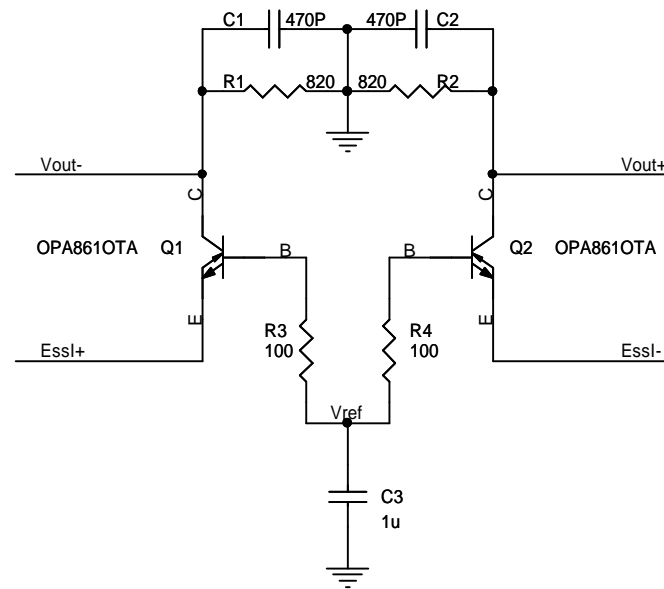 C1 470P 470P C2
R1 820 820 R2
Vout- Vout+
C C
OPA861OTA Q1 B B Q2 OPA861OTA
E E
R3 R4
100 100
EssI+ EssI-
Vref
C3
1u